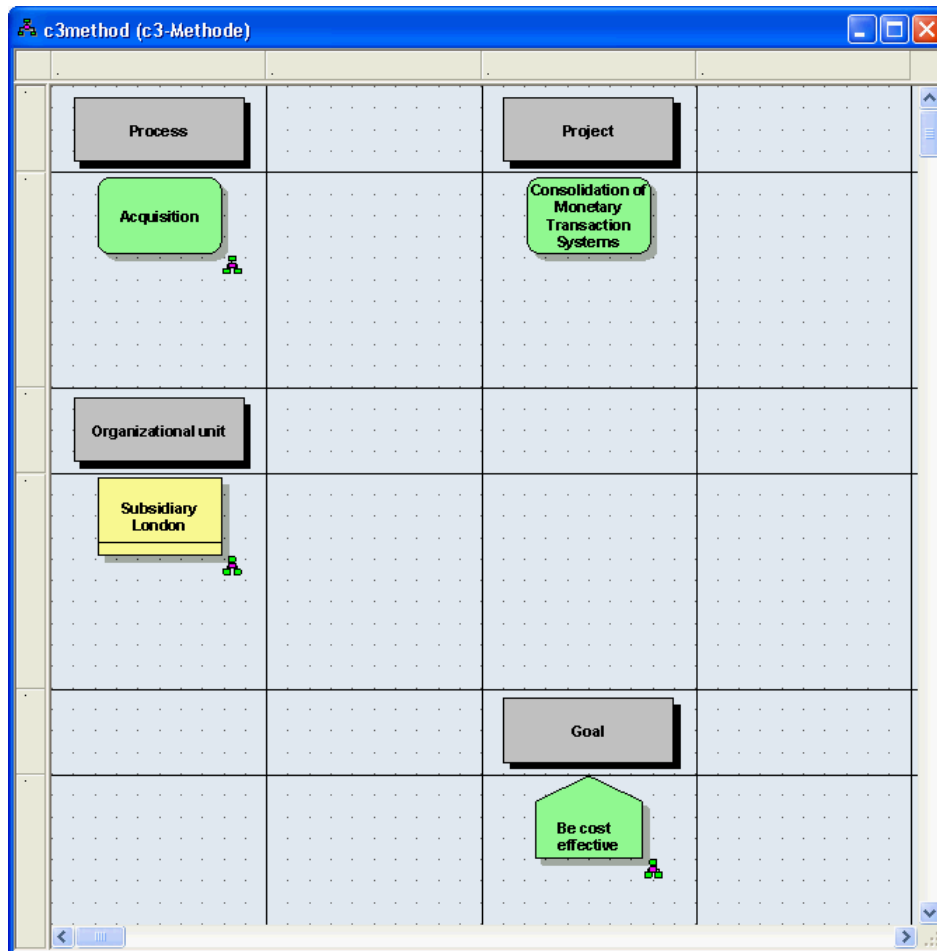 c3method (c3-Methode)
Process
Project
Acquisition
Consolidation of
Monetary
Transaction
Systems
Organizational unit
Subsidiary
London
Goal
Be cost
effective